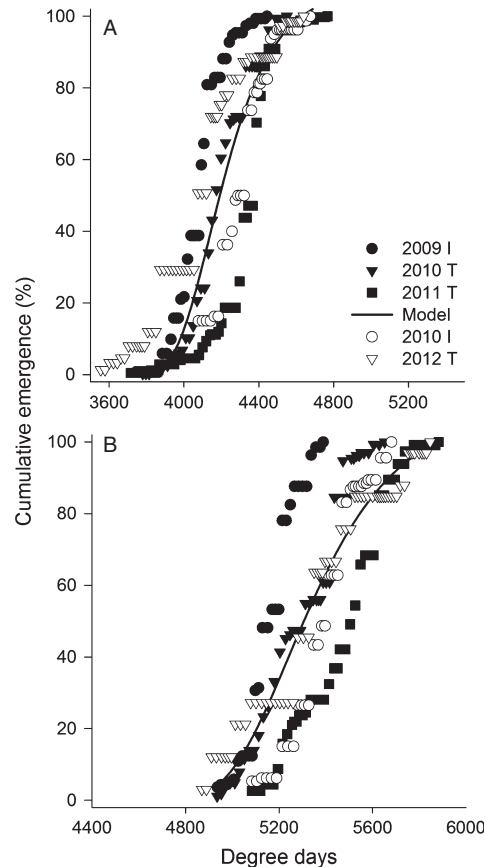 A
100
80
60
40
20
0
2009 I
2010 T
2011 T
Model
2010 I
2012 T
3600 4000 4400 4800 5200
Cumulative emergence (%)
B
100
80
60
40
20
0
4400 4800 5200 5600 6000
Degree days